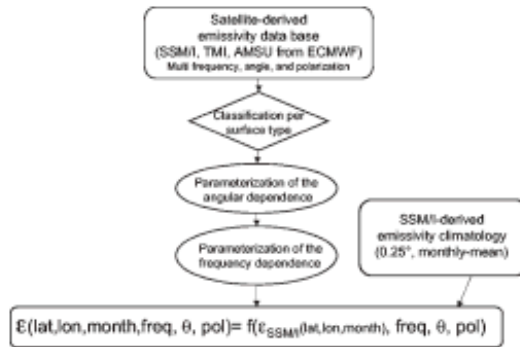 Satellite-derived
emissivity data base
(SSM/I, TMI, AMSU from ECMWF)
Multi frequency, angle, and polarization
Classification per
surface type
Parameterization of the
angular dependence
Parameterization of the
frequency dependence
SSM/I-derived
emissivity climatology
(0.25°, monthly-mean)
ε(lat,lon,month,freq, θ, pol)= f(ε_SSM/I(lat,lon,month), freq, θ, pol)